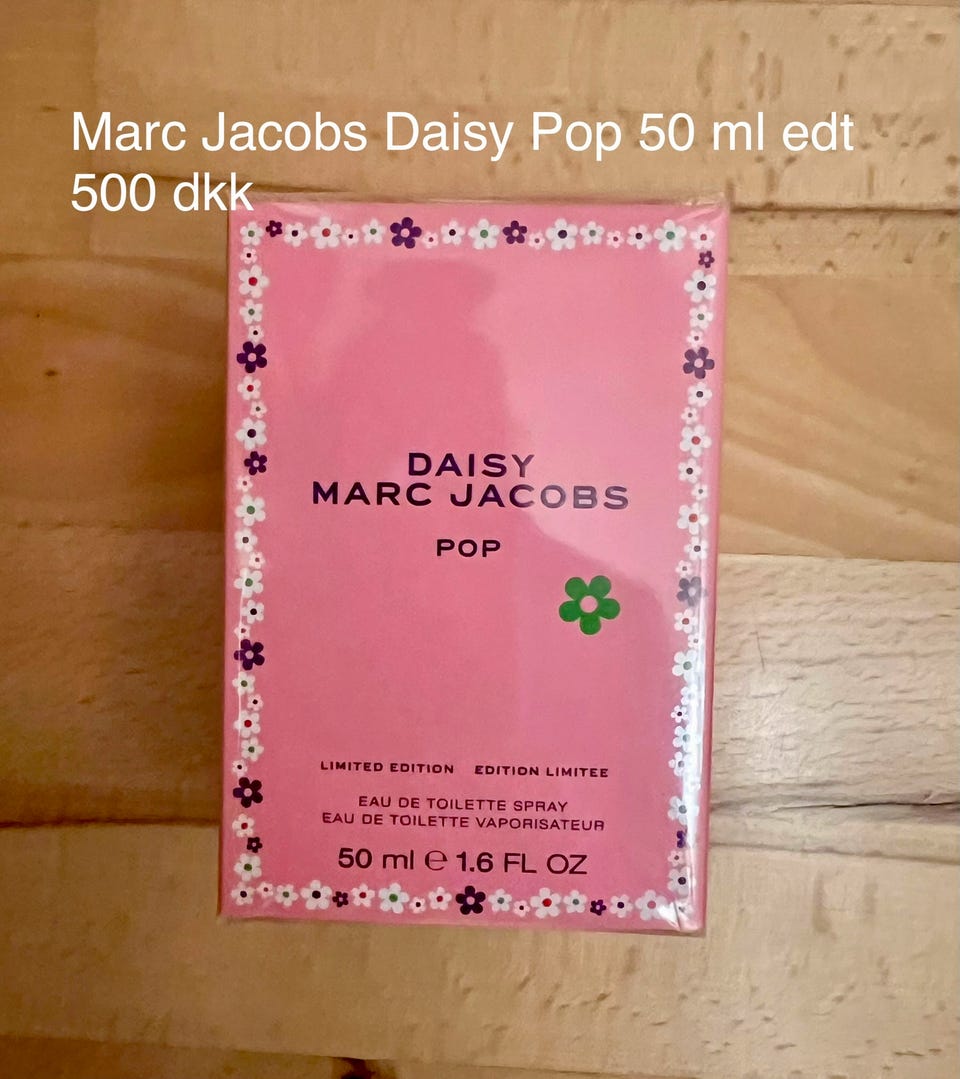 Marc Jacobs Daisy Pop 50 ml edt
500 dkk
DAISY
MARC JACOBS
POP
LIMITED EDITION EDITION LIMITEE
EAU DE TOILETTE SPRAY
EAU DE TOILETTE VAPORISATEUR
50 ml ℮ 1.6 FL OZ